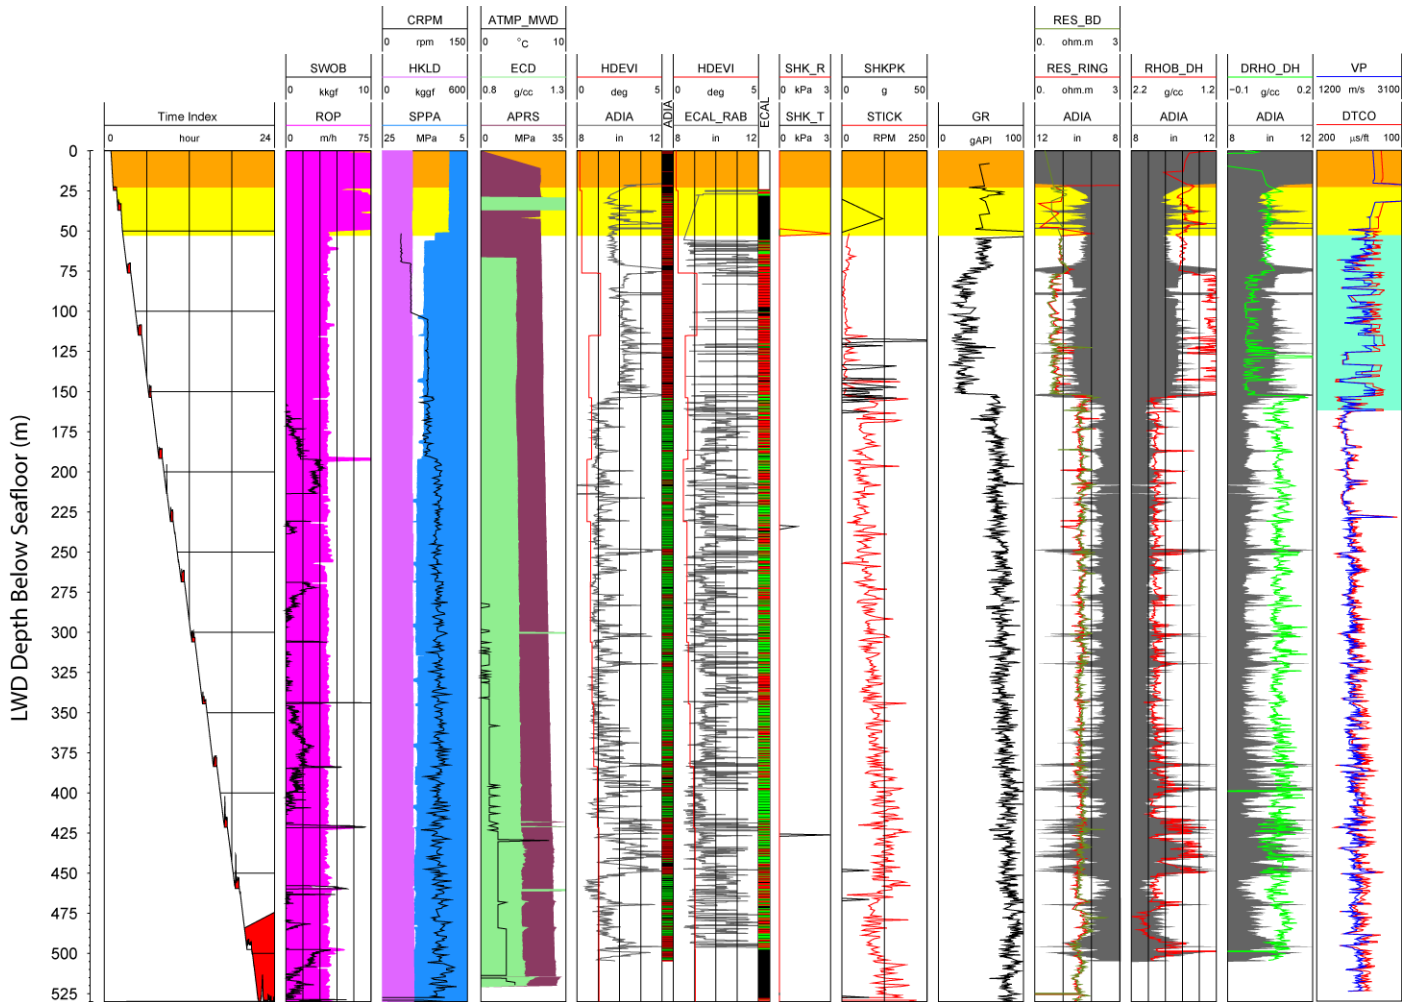 CRPM
0 rpm 150
ATMP_MWD
0 °C 10
RES_BD
0. ohm.m 3
SWOB
0 kkgf 10
HKLD
0 kggf 600
ECD
0.8 g/cc 1.3
HDEVI
0 deg 5
HDEVI
0 deg 5
SHK_R
0 kPa 3
SHKPK
0 g 50
RES_RING
0. ohm.m 3
RHOB_DH
2.2 g/cc 1.2
DRHO_DH
−0.1 g/cc 0.2
VP
1200 m/s 3100
Time Index
0 hour 24
ROP
0 m/h 75
SPPA
25 MPa 5
APRS
0 MPa 35
ADIA
8 in 12
ADIA
ECAL_RAB
8 in 12
ECAL
SHK_T
0 kPa 3
STICK
0 RPM 250
GR
0 gAPI 100
ADIA
12 in 8
ADIA
8 in 12
ADIA
8 in 12
DTCO
200 μs/ft 100
LWD Depth Below Seafloor (m)
0
25
50
75
100
125
150
175
200
225
250
275
300
325
350
375
400
425
450
475
500
525